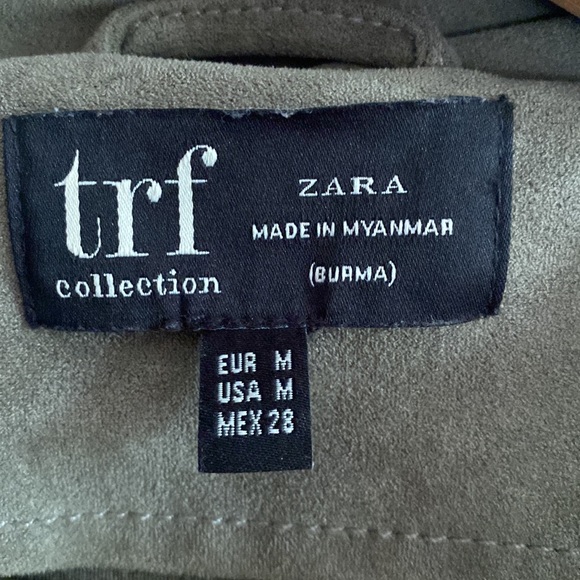 trf
collection
ZARA
MADE IN MYANMAR
(BURMA)
EUR M
USA M
MEX 28